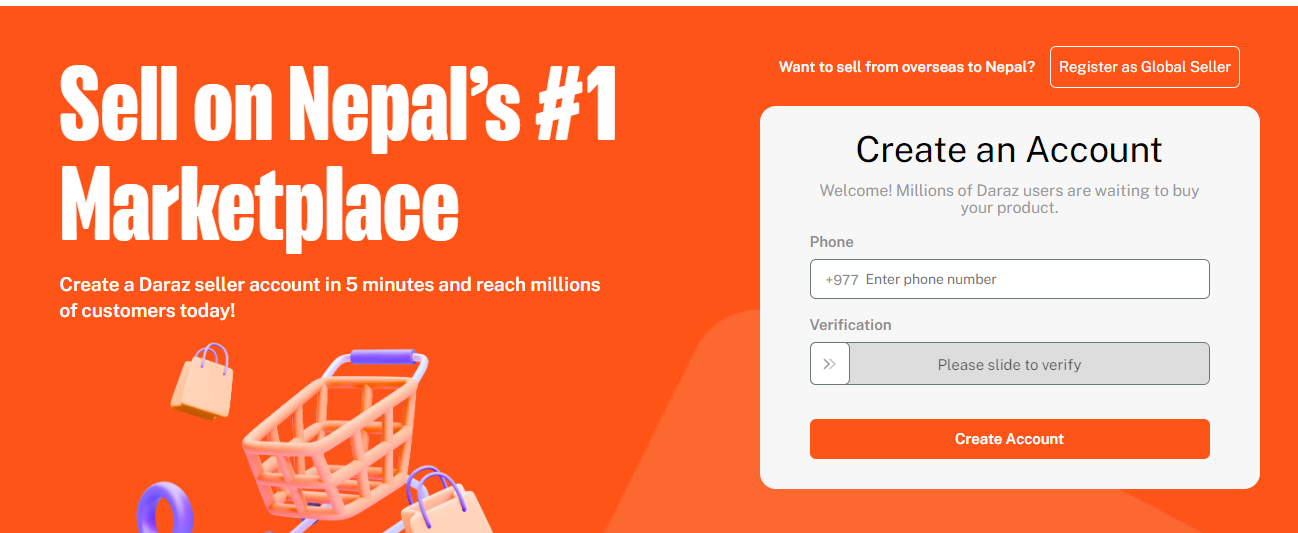 Sell on Nepal’s #1
Marketplace
Create a Daraz seller account in 5 minutes and reach millions
of customers today!
Want to sell from overseas to Nepal?
Register as Global Seller
Create an Account
Welcome! Millions of Daraz users are waiting to buy
your product.
Phone
+977 Enter phone number
Verification
Please slide to verify
Create Account